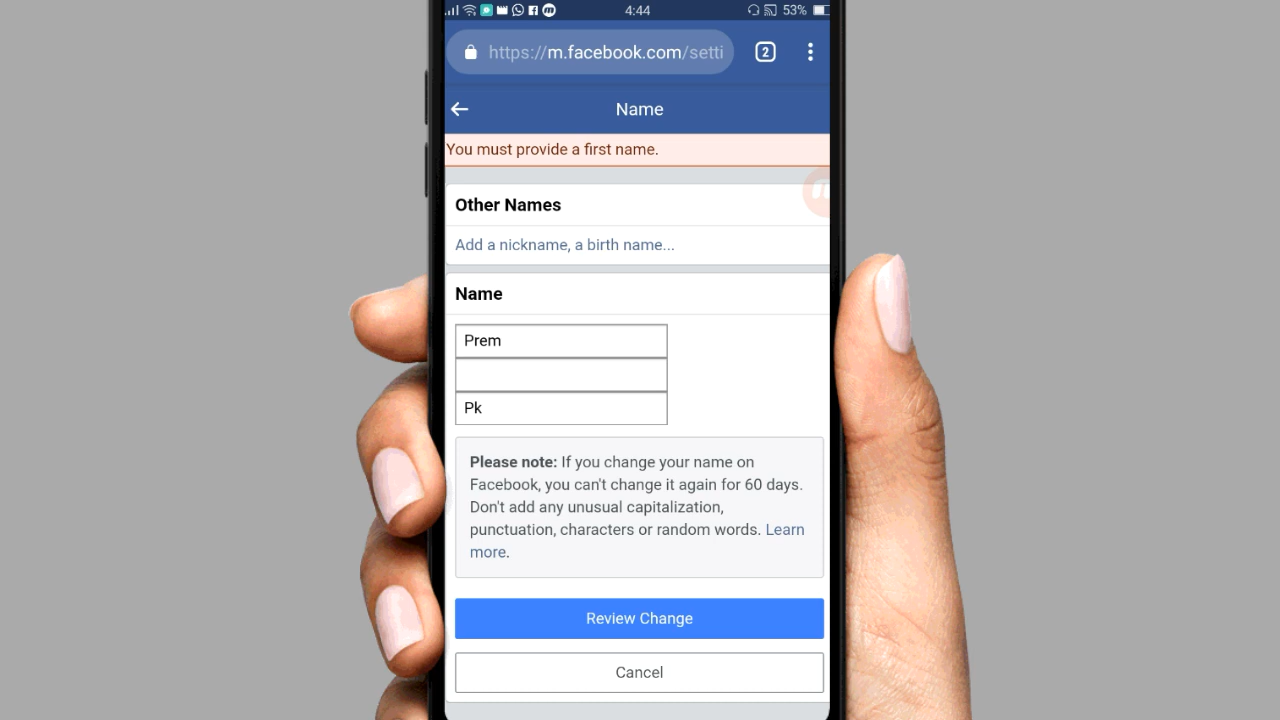 4:44
53%
https://m.facebook.com/setti
2
Name
You must provide a first name.
Other Names
Add a nickname, a birth name...
Name
Prem
Pk
Please note: If you change your name on
Facebook, you can't change it again for 60 days.
Don't add any unusual capitalization,
punctuation, characters or random words. Learn
more.
Review Change
Cancel